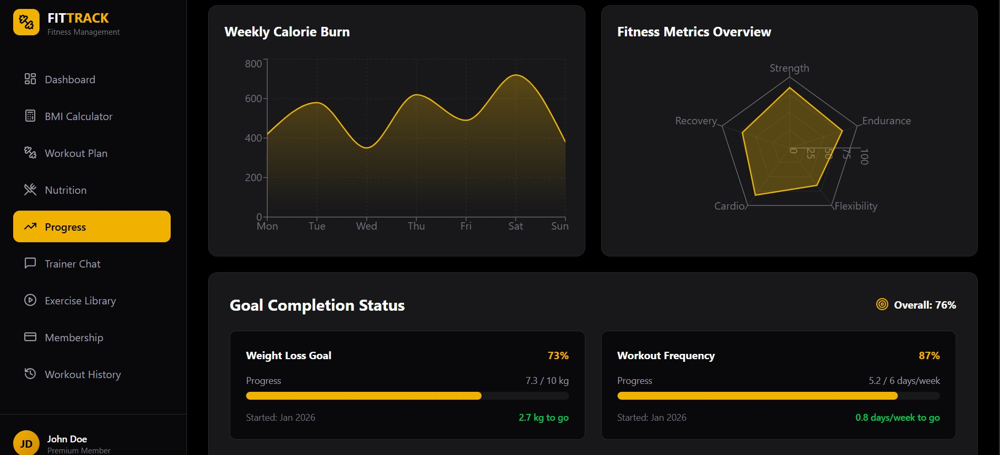 FITTRACK
Fitness Management
Dashboard
BMI Calculator
Workout Plan
Nutrition
Progress
Trainer Chat
Exercise Library
Membership
Workout History
JD
John Doe
Premium Member
Weekly Calorie Burn
800
600
400
200
0
Mon Tue Wed Thu Fri Sat Sun
Fitness Metrics Overview
Strength
Recovery
Endurance
0 25 50 75 100
Cardio
Flexibility
Goal Completion Status
Overall: 76%
Weight Loss Goal 73%
Progress 7.3 / 10 kg
Started: Jan 2026 2.7 kg to go
Workout Frequency 87%
Progress 5.2 / 6 days/week
Started: Jan 2026 0.8 days/week to go